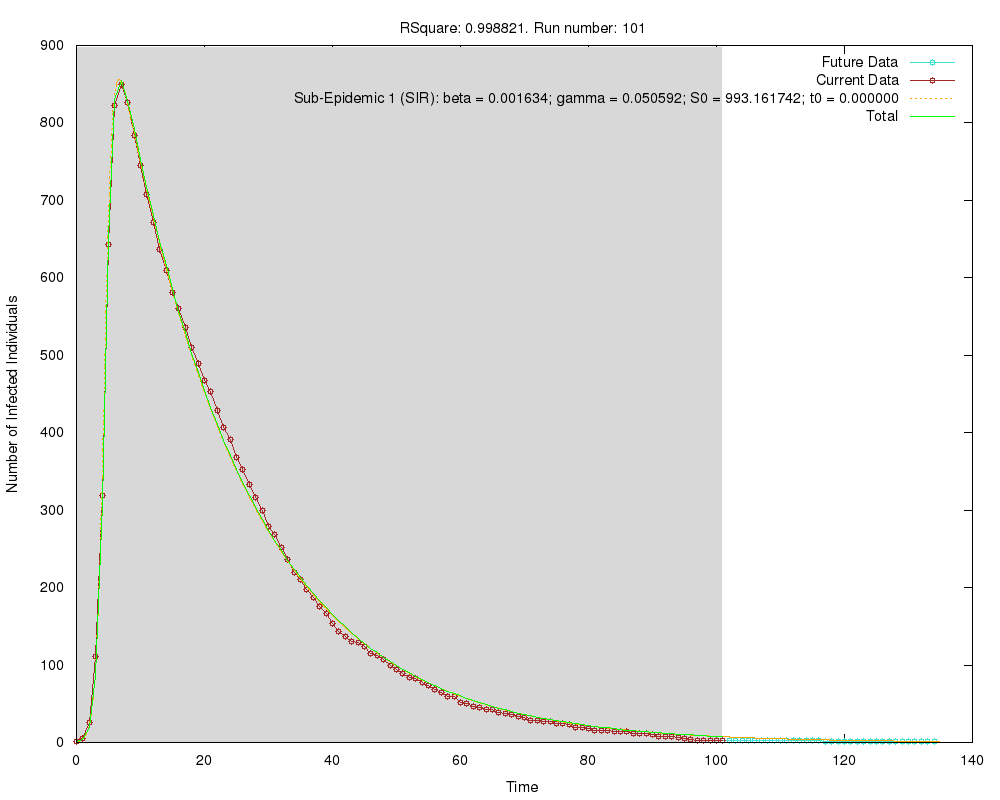 RSquare: 0.998821. Run number: 101
900
800
700
600
500
400
300
200
100
0
Number of Infected Individuals
Future Data
Current Data
Sub-Epidemic 1 (SIR): beta = 0.001634; gamma = 0.050592; S0 = 993.161742; t0 = 0.000000
Total
0 20 40 60 80 100 120 140
Time